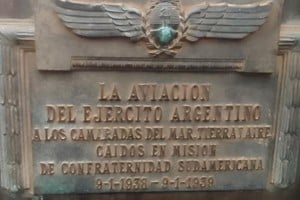 LA AVIACION
DEL EJERCITO ARGENTINO
A LOS CAMARADAS DEL MAR, TIERRA Y AIRE
CAIDOS EN MISION
DE CONFRATERNIDAD SUDAMERICANA
9-1-1938 - 9-1-1939